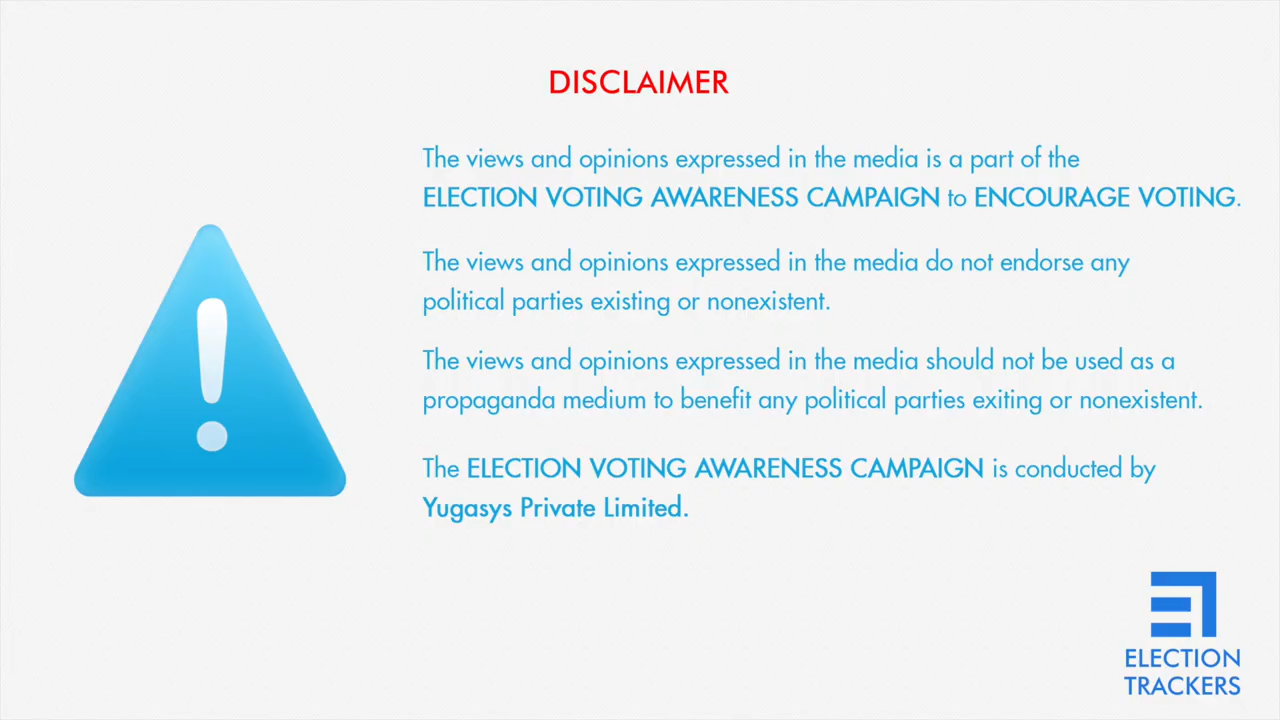 DISCLAIMER
The views and opinions expressed in the media is a part of the
ELECTION VOTING AWARENESS CAMPAIGN to ENCOURAGE VOTING.
The views and opinions expressed in the media do not endorse any
political parties existing or nonexistent.
The views and opinions expressed in the media should not be used as a
propaganda medium to benefit any political parties exiting or nonexistent.
The ELECTION VOTING AWARENESS CAMPAIGN is conducted by
Yugasys Private Limited.
ELECTION
TRACKERS